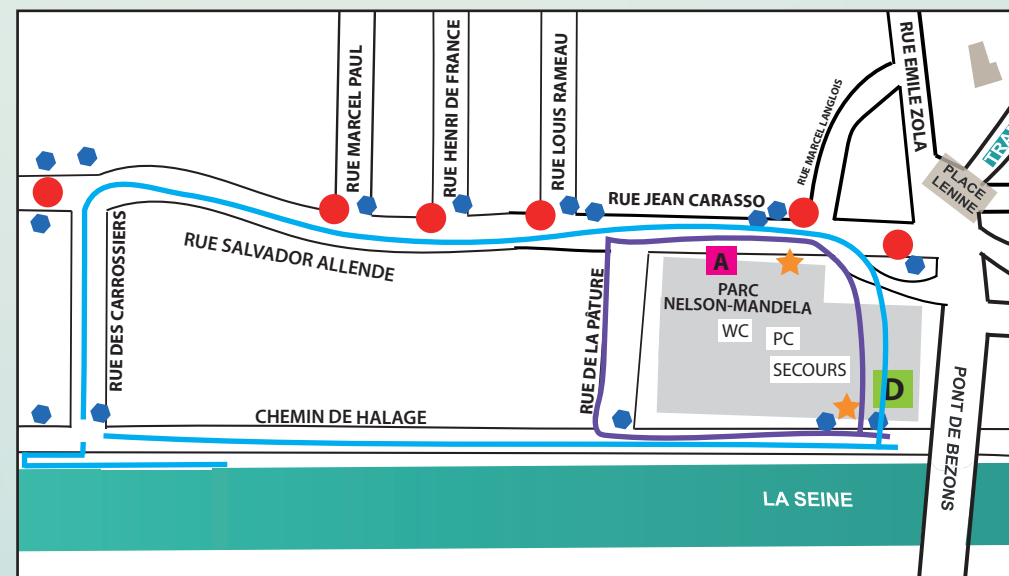 RUE MARCEL PAUL
RUE HENRI DE FRANCE
RUE LOUIS RAMEAU
RUE MARCEL LANGLOIS
RUE EMILE ZOLA
TRA
PLACE
LENINE
RUE JEAN CARASSO
RUE SALVADOR ALLENDE
RUE DES CARROSSIERS
RUE DE LA PÂTURE
A
PARC
NELSON-MANDELA
WC
PC
SECOURS
D
CHEMIN DE HALAGE
PONT DE BEZONS
LA SEINE